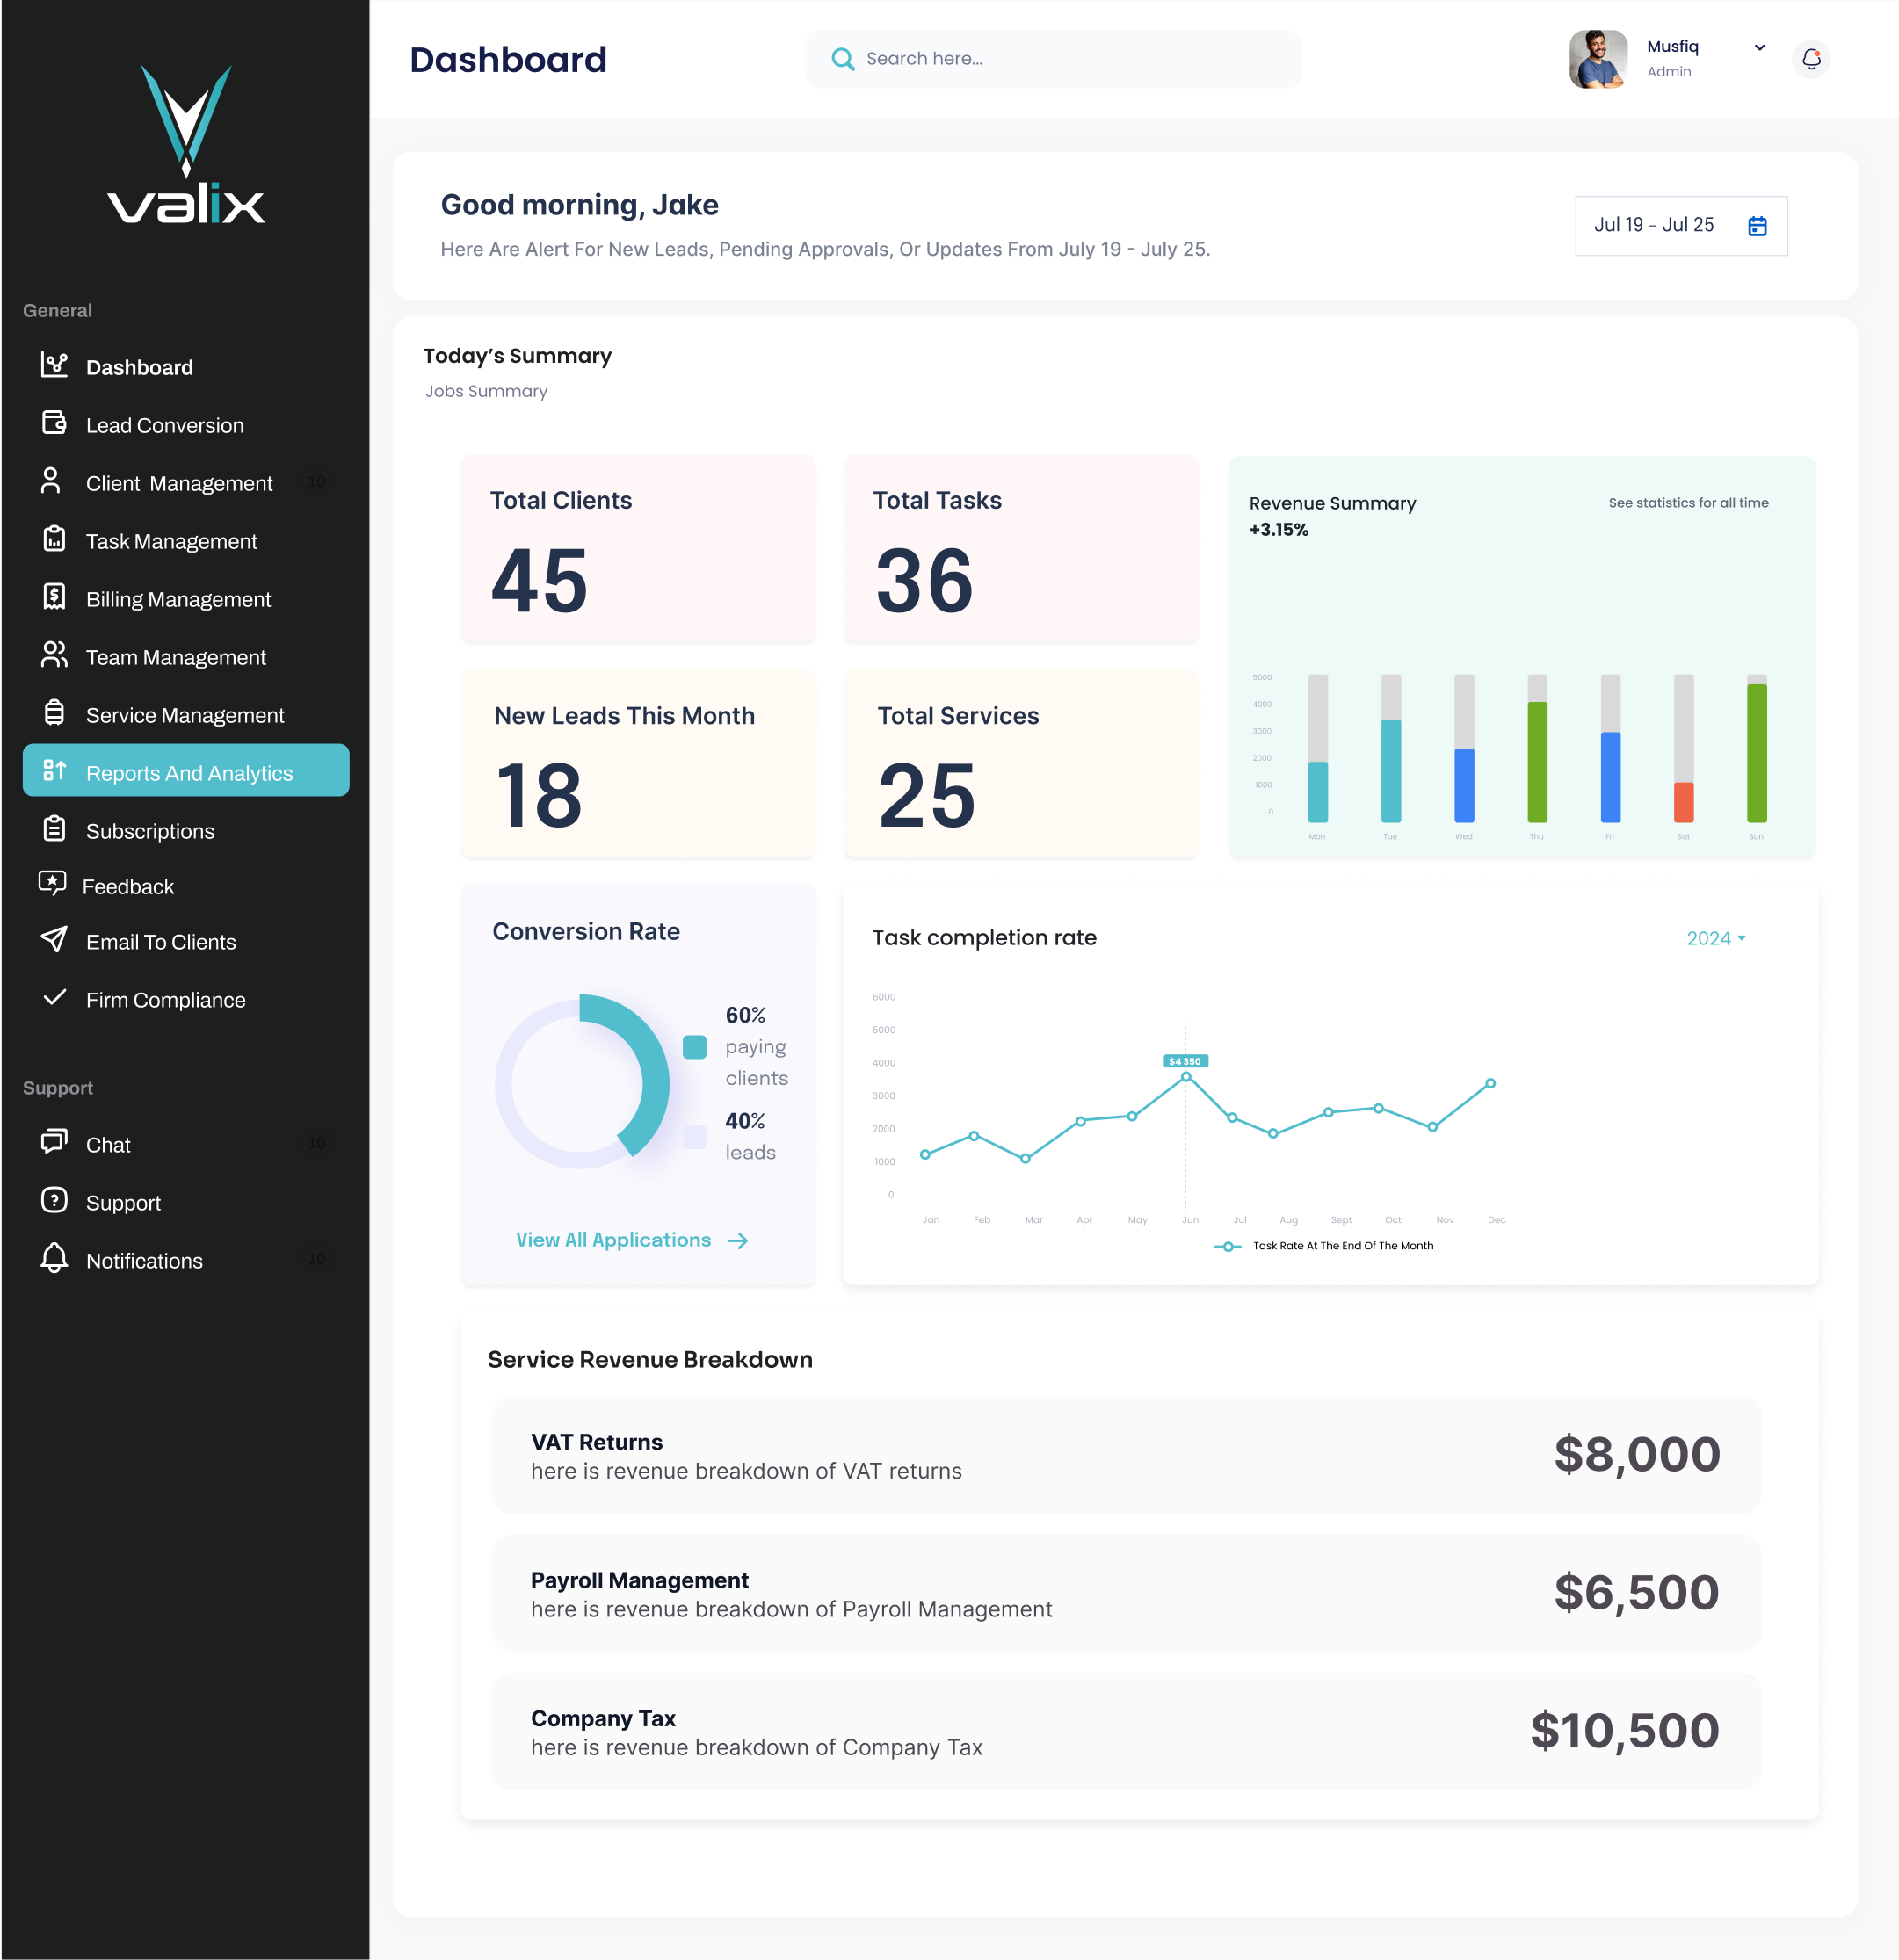 valix
General
Dashboard
Lead Conversion
Client Management 10
Task Management
Billing Management
Team Management
Service Management
Reports And Analytics
Subscriptions
Feedback
Email To Clients
Firm Compliance
Support
Chat 10
Support
Notifications 10
Dashboard
Search here...
Musfiq
Admin
Good morning, Jake
Here Are Alert For New Leads, Pending Approvals, Or Updates From July 19 - July 25.
Jul 19 - Jul 25
Today’s Summary
Jobs Summary
Total Clients
45
Total Tasks
36
New Leads This Month
18
Total Services
25
Revenue Summary
+3.15%
See statistics for all time
5000
4000
3000
2000
1000
0
Mon Tue Wed Thu Fri Sat Sun
Conversion Rate
60%
paying
clients
40%
leads
View All Applications
Task completion rate
2024
6000
5000
4000
3000
2000
1000
0
$4 350
Jan Feb Mar Apr May Jun Jul Aug Sept Oct Nov Dec
Task Rate At The End Of The Month
Service Revenue Breakdown
VAT Returns
here is revenue breakdown of VAT returns
$8,000
Payroll Management
here is revenue breakdown of Payroll Management
$6,500
Company Tax
here is revenue breakdown of Company Tax
$10,500